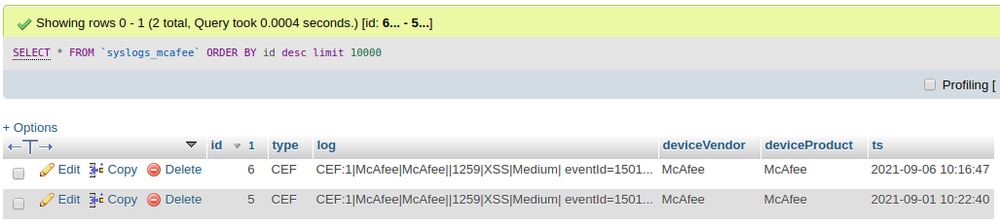 Showing rows 0 - 1 (2 total, Query took 0.0004 seconds.) [id: 6... - 5...]
SELECT * FROM `syslogs_mcafee` ORDER BY id desc limit 10000
Profiling [
+ Options
id 1 type log deviceVendor deviceProduct ts
Edit Copy Delete 6 CEF CEF:1|McAfee|McAfee||1259|XSS|Medium| eventId=1501... McAfee McAfee 2021-09-06 10:16:47
Edit Copy Delete 5 CEF CEF:1|McAfee|McAfee||1259|XSS|Medium| eventId=1501... McAfee McAfee 2021-09-01 10:22:40